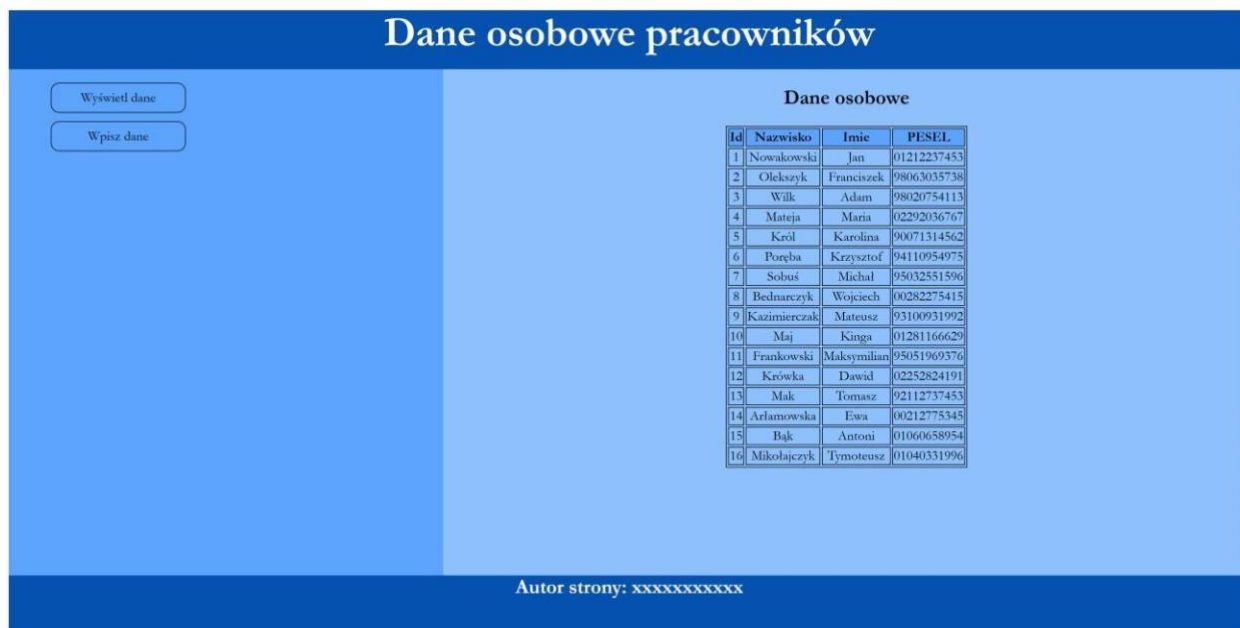 Dane osobowe pracowników
Wyświetl dane
Wpisz dane
Dane osobowe
Id Nazwisko Imie PESEL
1 Nowakowski Jan 01212237453
2 Olekszyk Franciszek 98063035738
3 Wilk Adam 98020754113
4 Mateja Maria 02292036767
5 Król Karolina 90071314562
6 Poręba Krzysztof 94110954975
7 Sobuś Michał 95032551596
8 Bednarczyk Wojciech 00282275415
9 Kazimierczak Mateusz 93100931992
10 Maj Kinga 01281166629
11 Frankowski Maksymilian 95051969376
12 Krówka Dawid 02252824191
13 Mak Tomasz 92112737453
14 Arłamowska Ewa 00212775345
15 Bąk Antoni 01060658954
16 Mikołajczyk Tymoteusz 01040331996
Autor strony: xxxxxxxxxxx